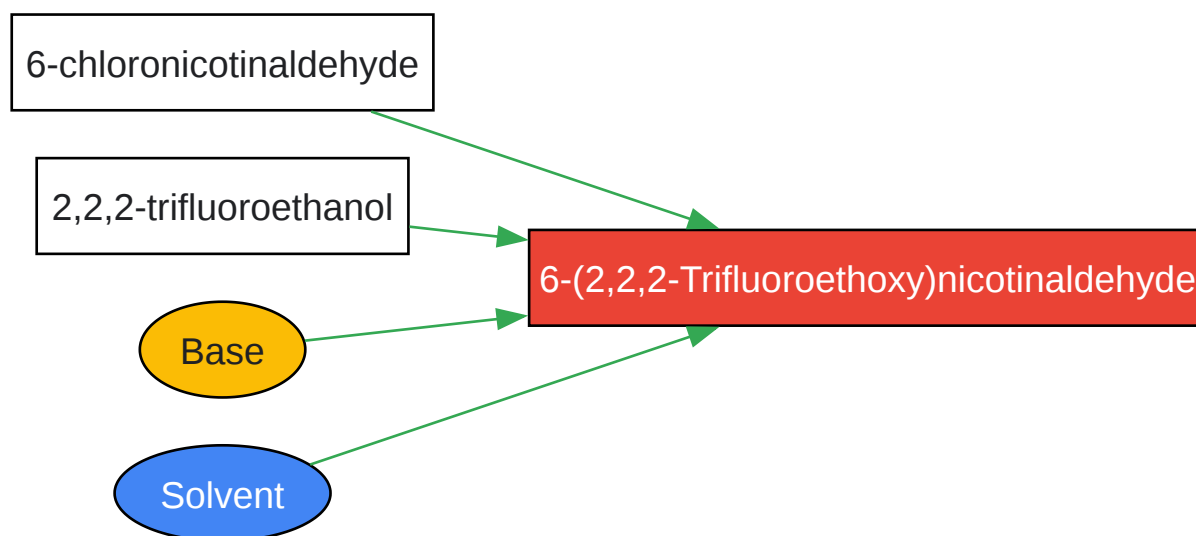 6-chloronicotinaldehyde
2,2,2-trifluoroethanol
6-(2,2,2-Trifluoroethoxy)nicotinaldehyde
Base
Solvent